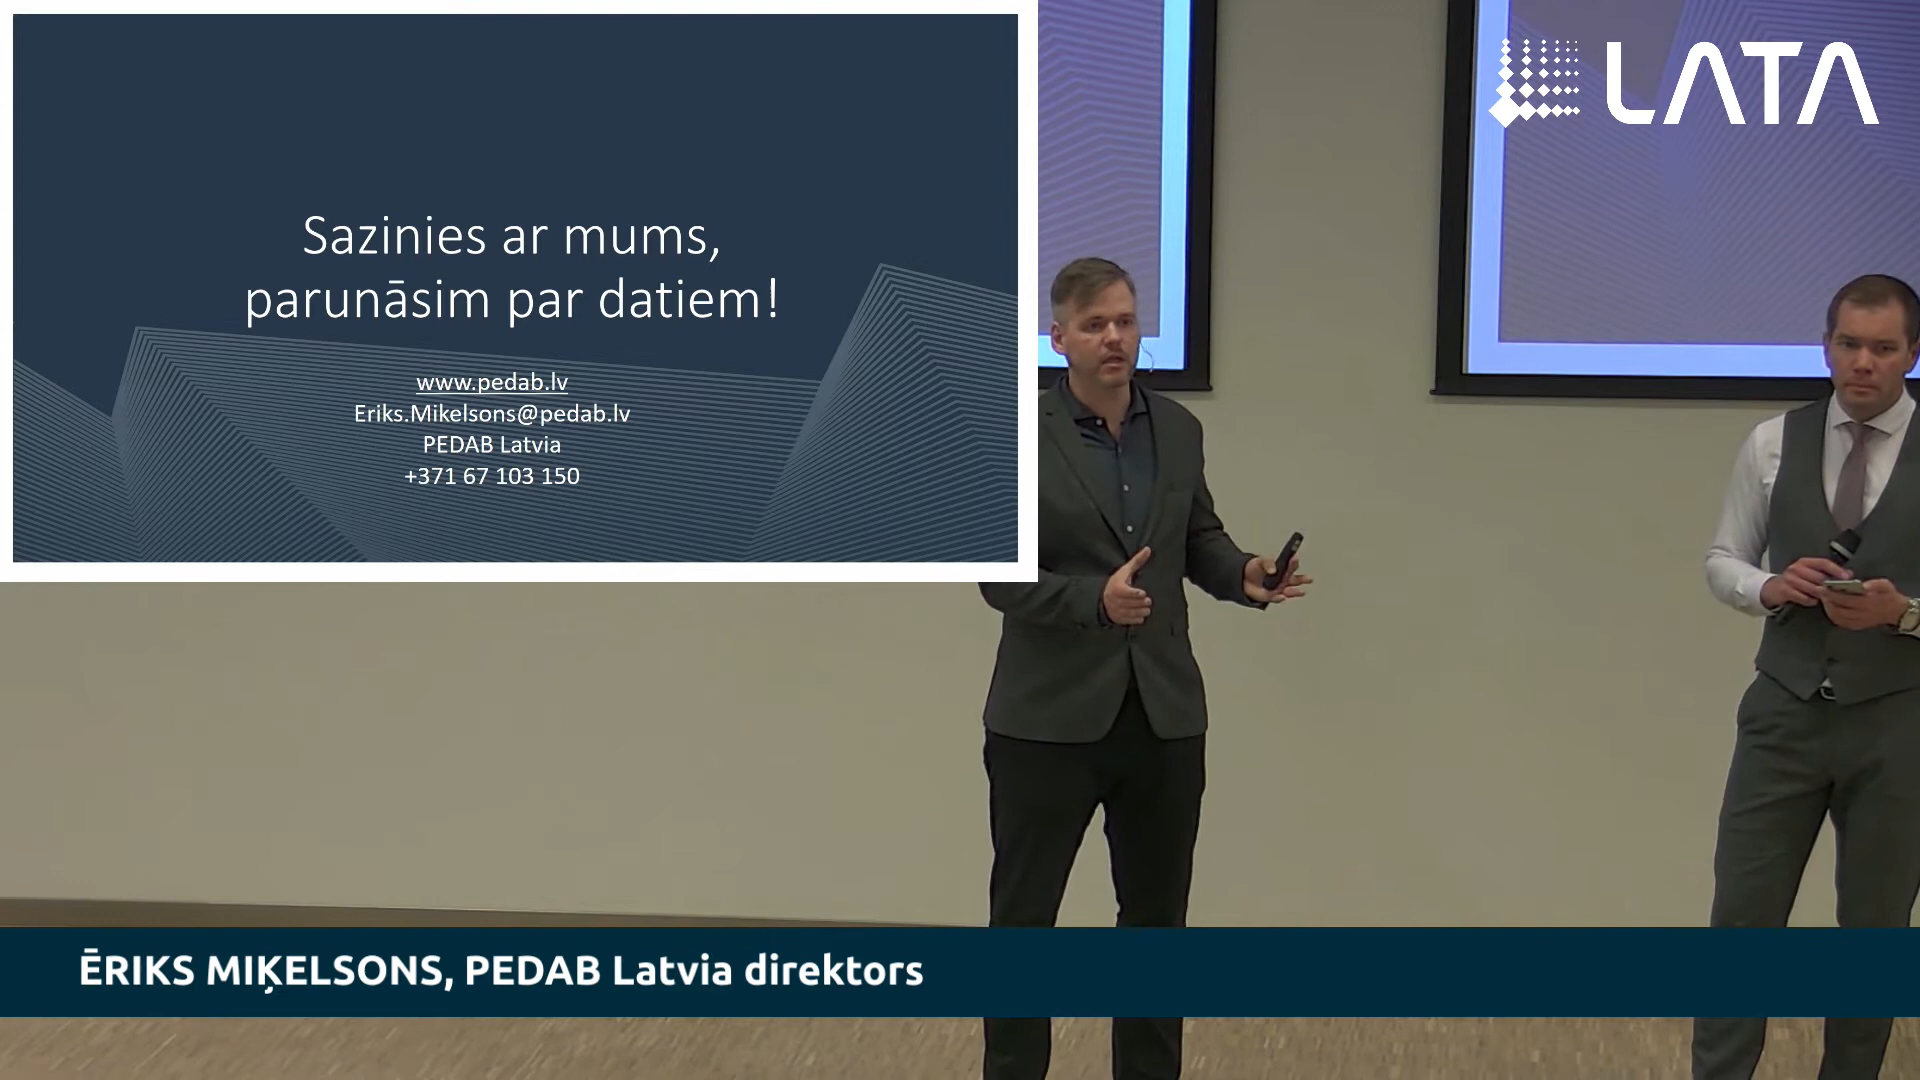 Sazinies ar mums,
parunāsim par datiem!
www.pedab.lv
Eriks.Mikelsons@pedab.lv
PEDAB Latvia
+371 67 103 150
LATA
ĒRIKS MIĶELSONS, PEDAB Latvia direktors